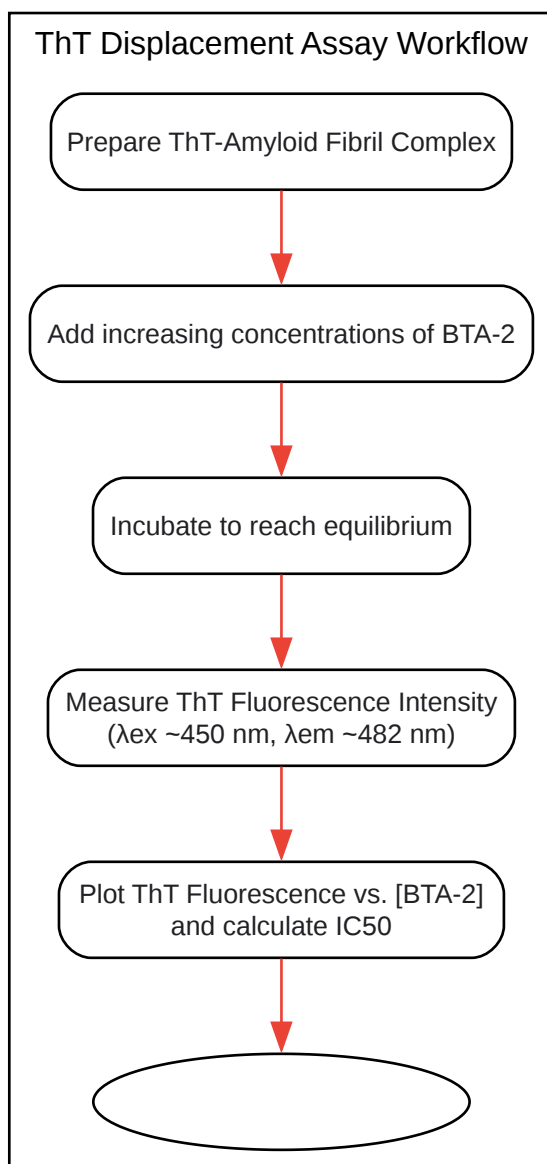 ThT Displacement Assay Workflow
Prepare ThT-Amyloid Fibril Complex
Add increasing concentrations of BTA-2
Incubate to reach equilibrium
Measure ThT Fluorescence Intensity
(λex ~450 nm, λem ~482 nm)
Plot ThT Fluorescence vs. [BTA-2]
and calculate IC50